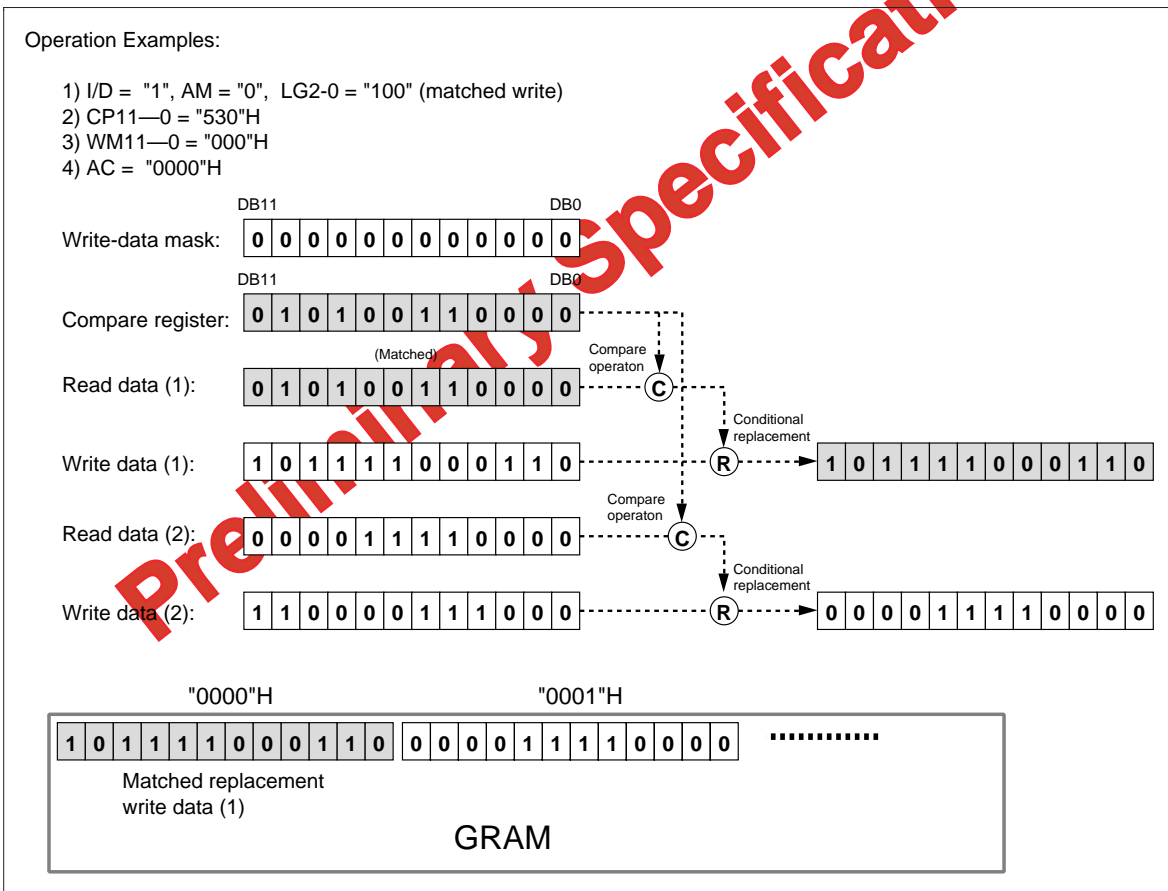 Operation Examples:
1) I/D = "1", AM = "0", LG2-0 = "100" (matched write)
2) CP11—0 = "530"H
3) WM11—0 = "000"H
4) AC = "0000"H
DB11 DB0
Write-data mask: 0 0 0 0 0 0 0 0 0 0 0 0
DB11 DB0
Compare register: 0 1 0 1 0 0 1 1 0 0 0 0
(Matched)
Compare
operaton
Read data (1): 0 1 0 1 0 0 1 1 0 0 0 0 C
Conditional
replacement
Write data (1): 1 0 1 1 1 1 0 0 0 1 1 0 R 1 0 1 1 1 1 0 0 0 1 1 0
Compare
operaton
Read data (2): 0 0 0 0 1 1 1 1 0 0 0 0 C
Conditional
replacement
Write data (2): 1 1 0 0 0 0 1 1 1 0 0 0 R 0 0 0 0 1 1 1 1 0 0 0 0
"0000"H "0001"H
1 0 1 1 1 1 0 0 0 1 1 0 0 0 0 0 1 1 1 1 0 0 0 0
Matched replacement
write data (1)
GRAM
Preliminary Specificati